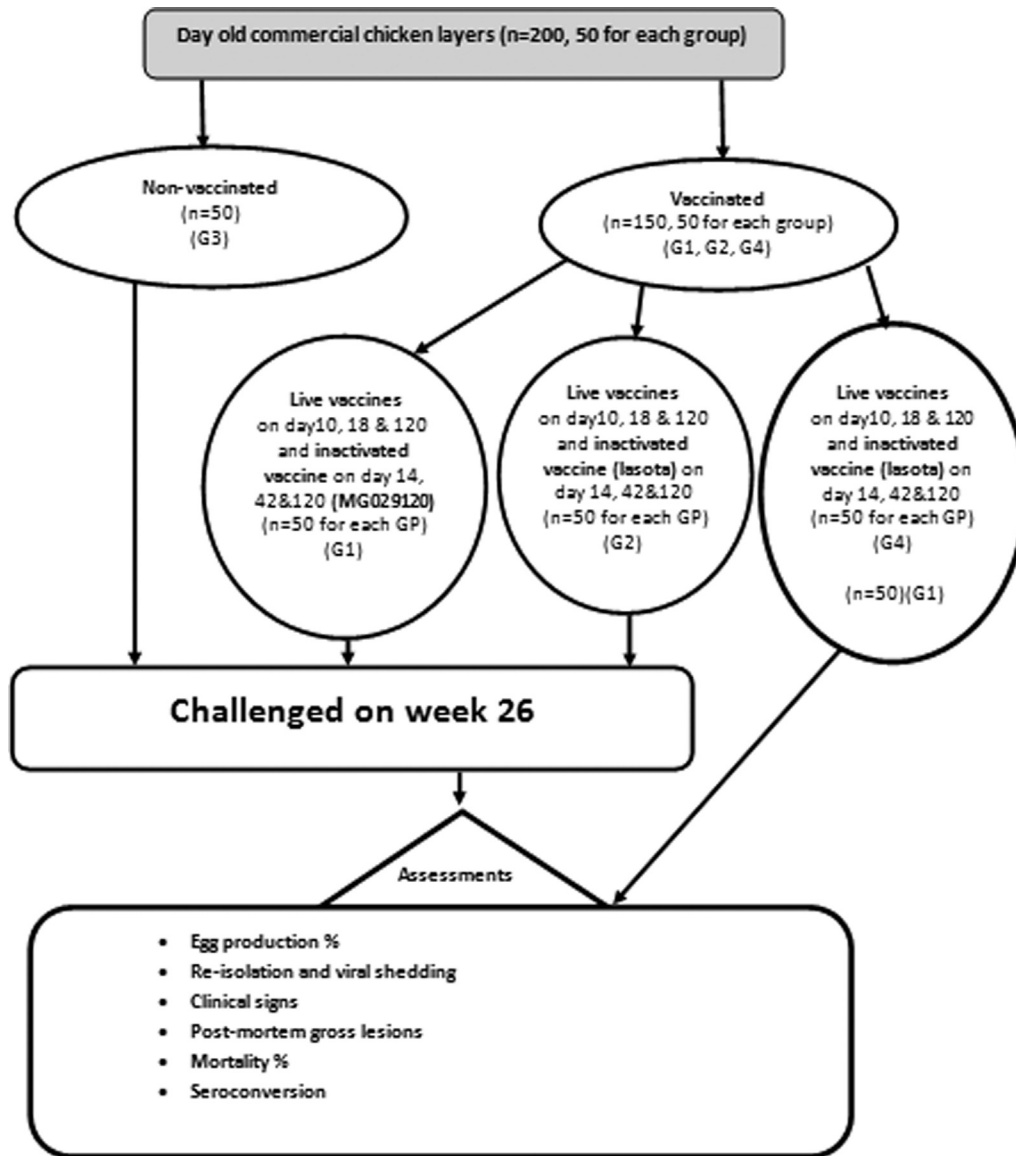 Day old commercial chicken layers (n=200, 50 for each group)
Non-vaccinated
(n=50)
(G3)
Vaccinated
(n=150, 50 for each group)
(G1, G2, G4)
Live vaccines
on day10, 18 & 120
and inactivated
vaccine on day 14,
42&120 (MG029120)
(n=50 for each GP)
(G1)
Live vaccines
on day10, 18 & 120
and inactivated
vaccine (lasota) on
day 14, 42&120
(n=50 for each GP)
(G2)
Live vaccines
on day10, 18 & 120
and inactivated
vaccine (lasota) on
day 14, 42&120
(n=50 for each GP)
(G4)
(n=50)(G1)
Challenged on week 26
Assessments
• Egg production %
• Re-isolation and viral shedding
• Clinical signs
• Post-mortem gross lesions
• Mortality %
• Seroconversion